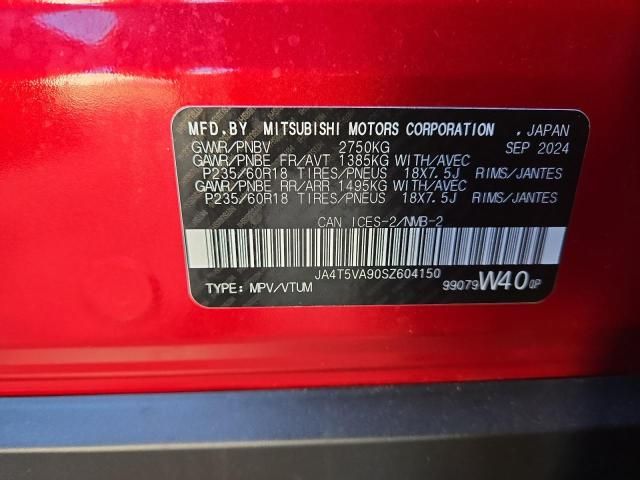 MFD.BY MITSUBISHI MOTORS CORPORATION , JAPAN
GVWR/PNBV 2750KG SEP 2024
GAWR/PNBE FR/AVT 1385KG WITH/AVEC
P235/60R18 TIRES/PNEUS 18X7.5J RIMS/JANTES
GAWR/PNBE RR/ARR 1495KG WITH/AVEC
P235/60R18 TIRES/PNEUS 18X7.5J RIMS/JANTES
CAN ICES-2/NMB-2
JA4T5VA90SZ604150
TYPE: MPV/VTUM 99079W400P